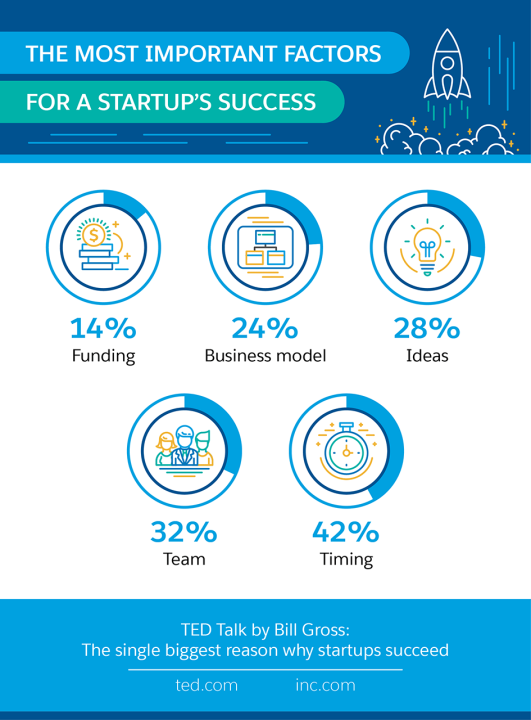 THE MOST IMPORTANT FACTORS
FOR A STARTUP'S SUCCESS
$
14%
Funding
24%
Business model
28%
Ideas
32%
Team
42%
Timing
TED Talk by Bill Gross:
The single biggest reason why startups succeed
ted.com
inc.com